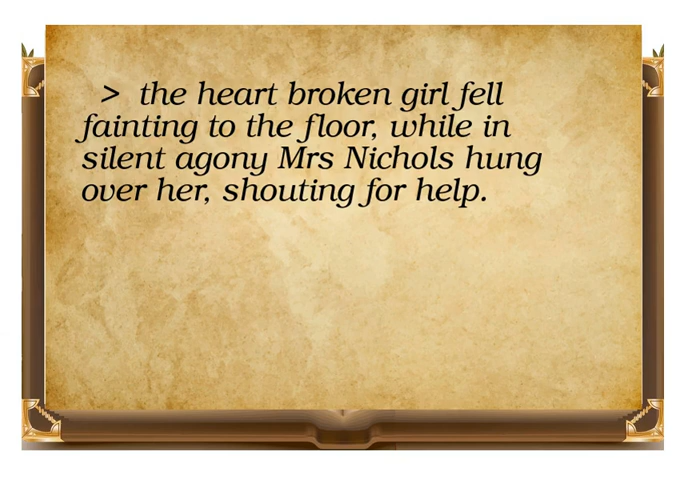 > the heart broken girl fell
fainting to the floor, while in
silent agony Mrs Nichols hung
over her, shouting for help.